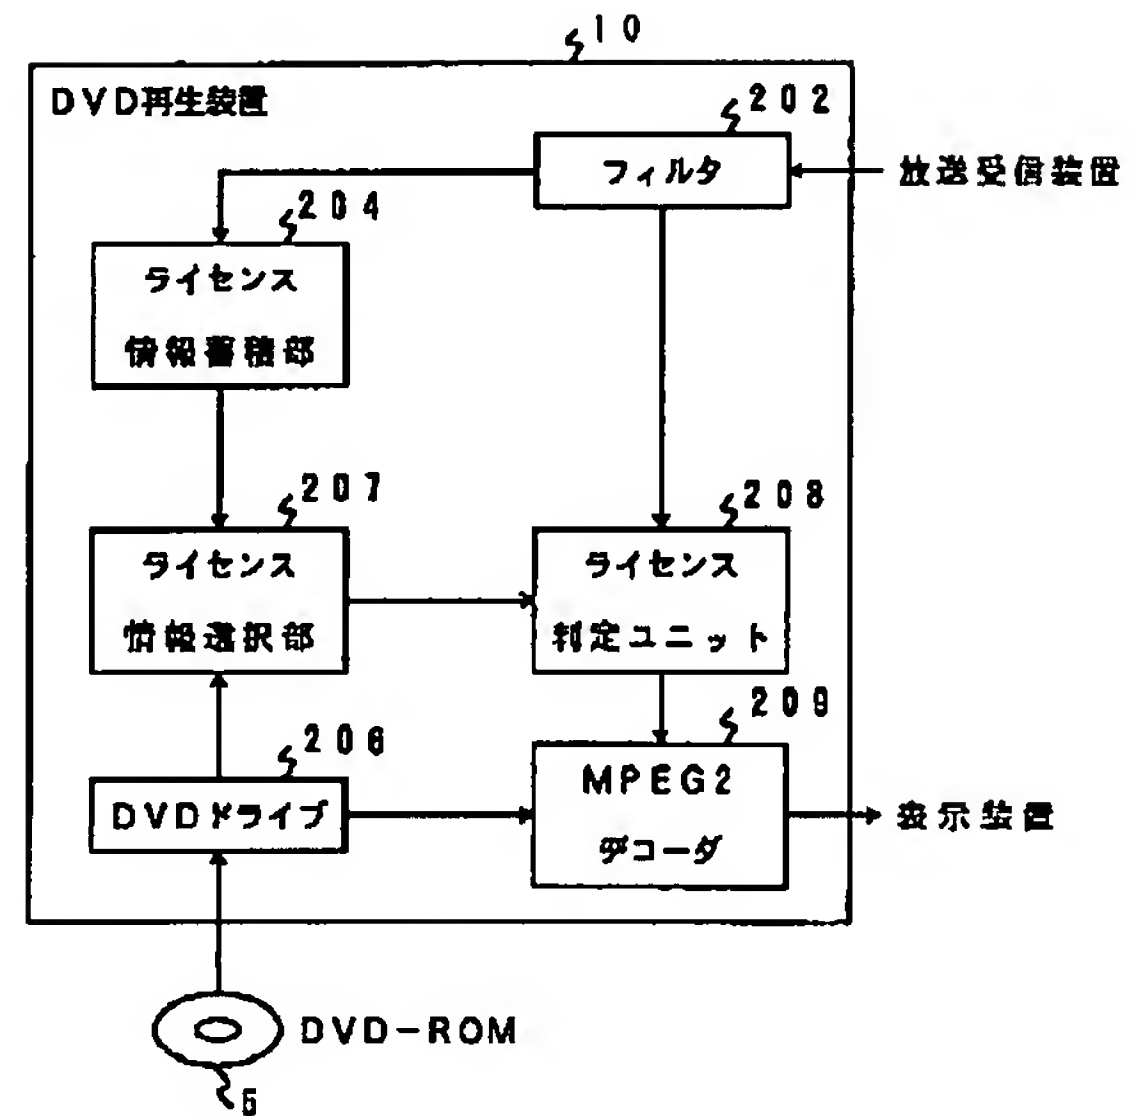 10
DVD再生装置
202
フィルタ
放送受信装置
204
ライセンス
情報蓄積部
207
ライセンス
情報選択部
208
ライセンス
判定ユニット
209
MPEG2
デコーダ
表示装置
206
DVDドライブ
DVD-ROM
5